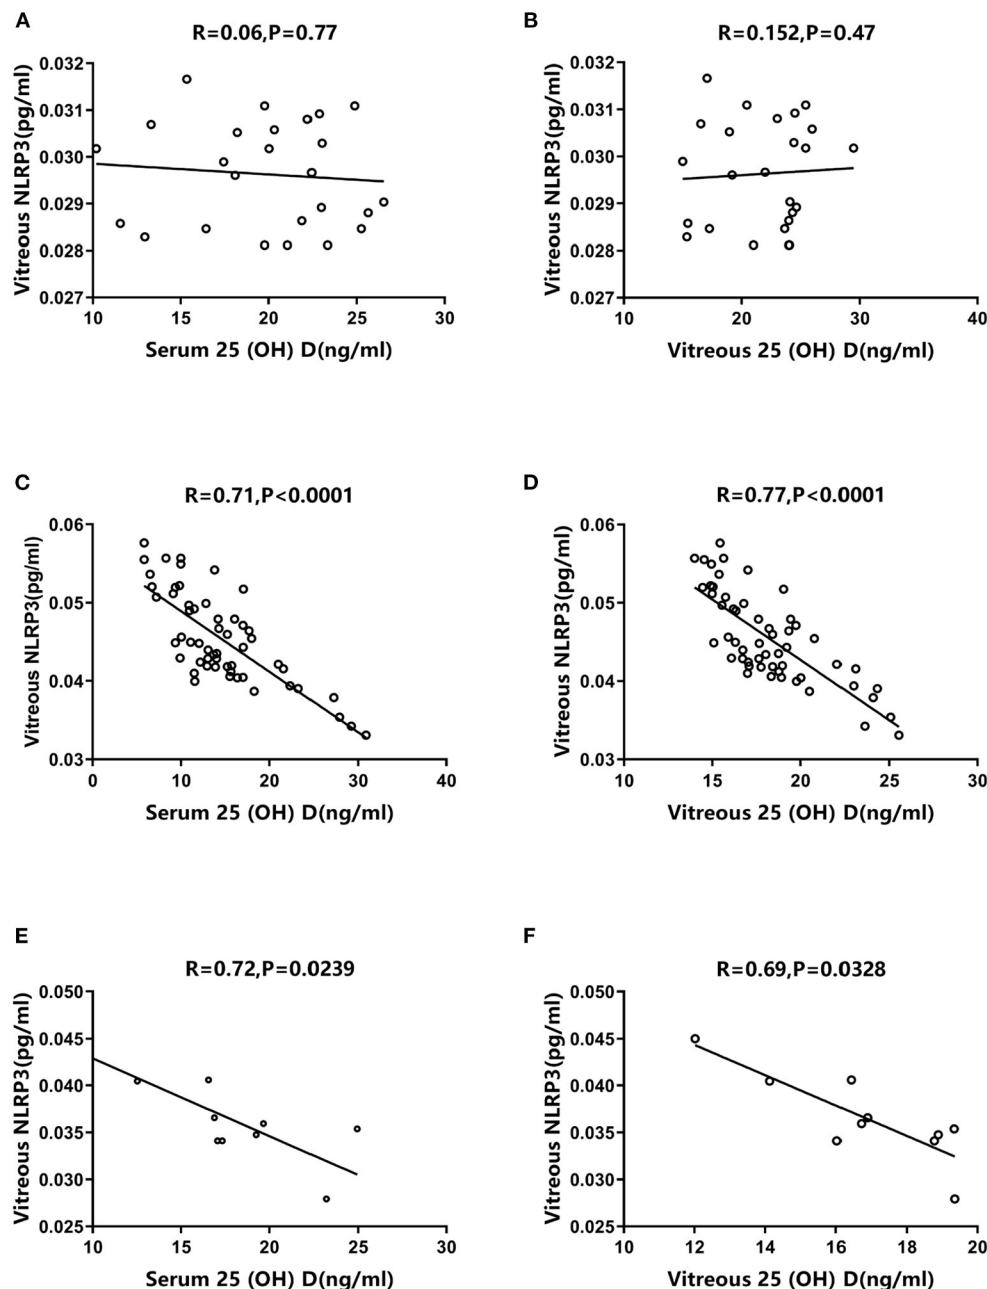 A
R=0.06,P=0.77
Vitreous NLRP3(pg/ml)
0.032
0.031
0.030
0.029
0.028
0.027
10 15 20 25 30
Serum 25 (OH) D(ng/ml)
B
R=0.152,P=0.47
Vitreous NLRP3(pg/ml)
0.032
0.031
0.030
0.029
0.028
0.027
10 20 30 40
Vitreous 25 (OH) D(ng/ml)
C
R=0.71,P<0.0001
Vitreous NLRP3(pg/ml)
0.06
0.05
0.04
0.03
0 10 20 30 40
Serum 25 (OH) D(ng/ml)
D
R=0.77,P<0.0001
Vitreous NLRP3(pg/ml)
0.06
0.05
0.04
0.03
10 15 20 25 30
Vitreous 25 (OH) D(ng/ml)
E
R=0.72,P=0.0239
Vitreous NLRP3(pg/ml)
0.050
0.045
0.040
0.035
0.030
0.025
10 15 20 25 30
Serum 25 (OH) D(ng/ml)
F
R=0.69,P=0.0328
Vitreous NLRP3(pg/ml)
0.050
0.045
0.040
0.035
0.030
0.025
10 12 14 16 18 20
Vitreous 25 (OH) D(ng/ml)